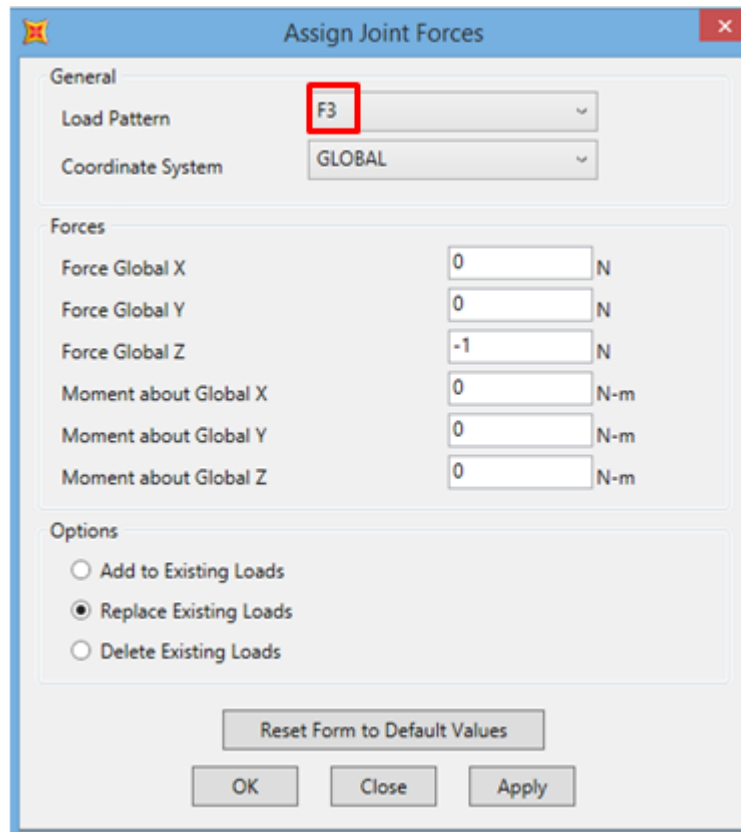 Assign Joint Forces
General
Load Pattern F3
Coordinate System GLOBAL
Forces
Force Global X 0 N
Force Global Y 0 N
Force Global Z -1 N
Moment about Global X 0 N-m
Moment about Global Y 0 N-m
Moment about Global Z 0 N-m
Options
Add to Existing Loads
Replace Existing Loads
Delete Existing Loads
Reset Form to Default Values
OK Close Apply